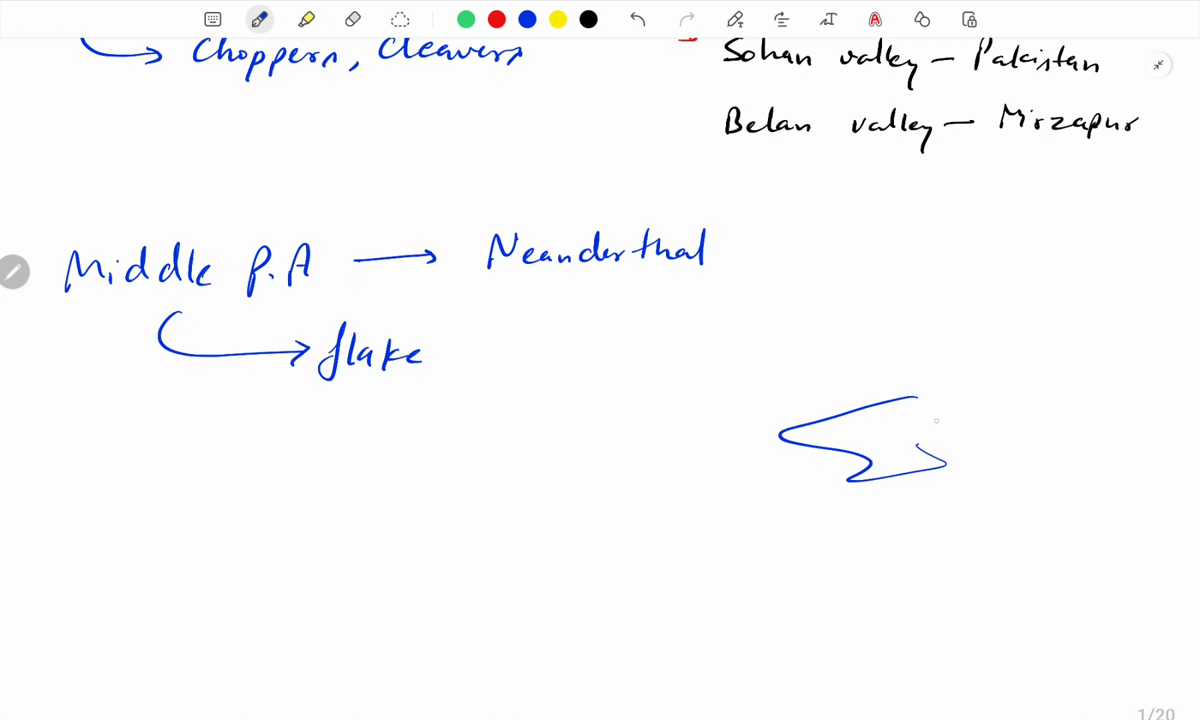 Choppers, Cleavers
Sohan valley – Pakistan
Belan valley – Mirzapur
Middle P.A → Neanderthal
flake
1/20